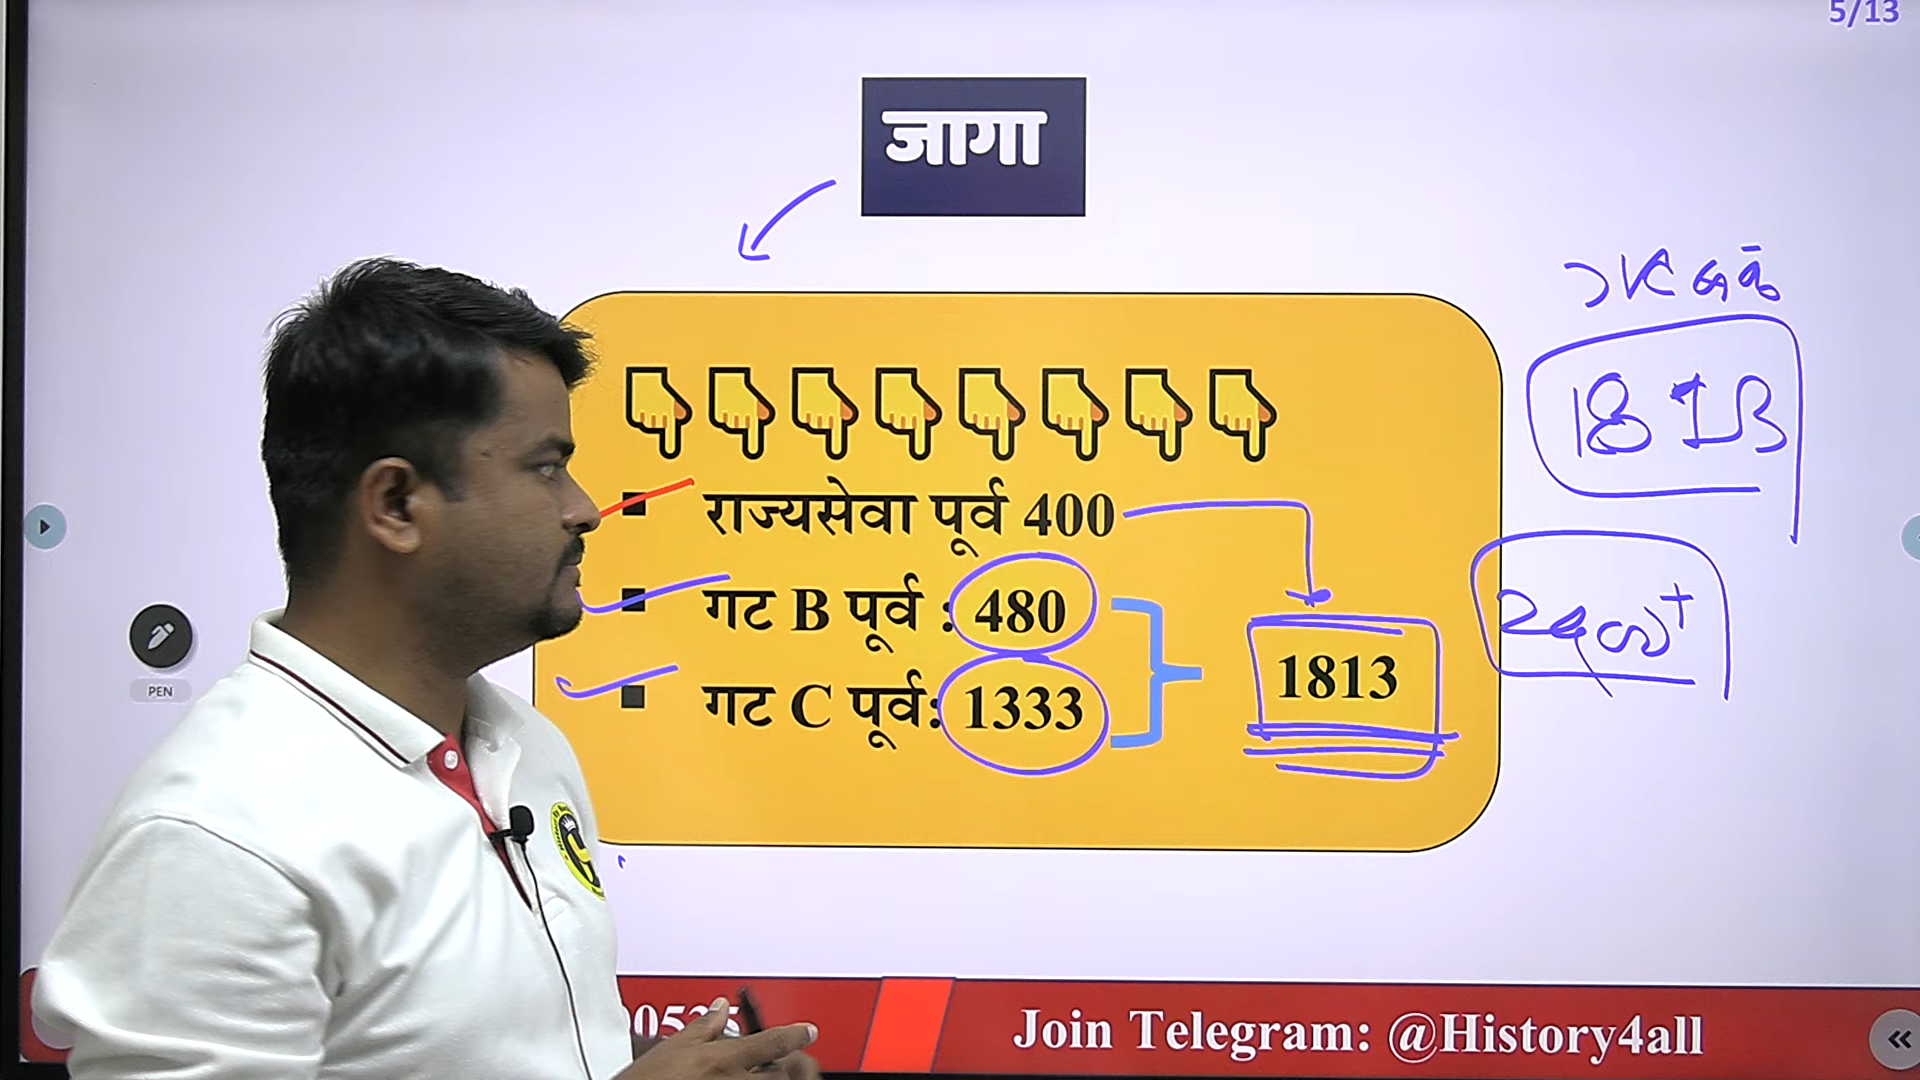 5/13
जागा
राज्यसेवा पूर्व 400
गट B पूर्व : 480
गट C पूर्व: 1333
1813
1813
PEN
Join Telegram: @History4all